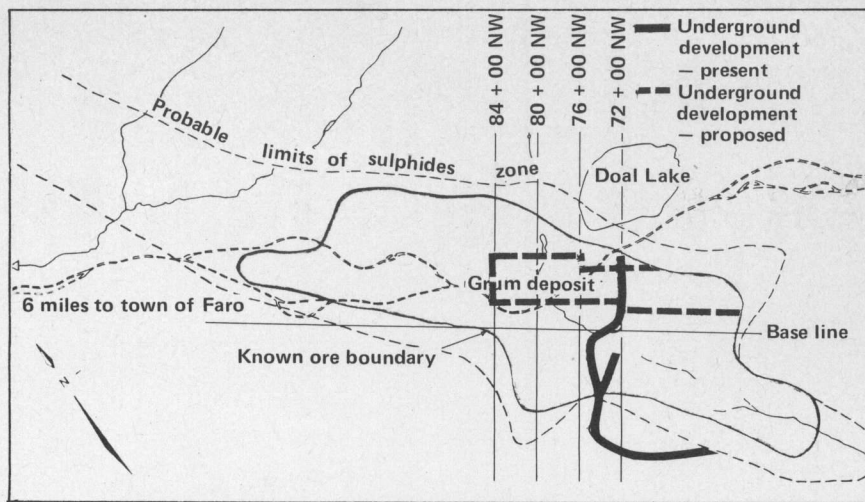 84 + 00 NW
80 + 00 NW
76 + 00 NW
72 + 00 NW
Underground
development
— present
Underground
development
— proposed
Probable limits of sulphides zone
Doal Lake
Grum deposit
6 miles to town of Faro
Base line
Known ore boundary
N